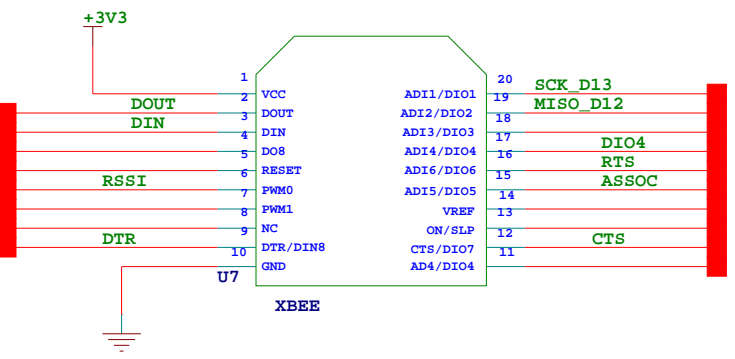 +3V3
1
VCC
ADI1/DIO1
20
SCK_D13
2
DOUT
DOUT
ADI2/DIO2
19
MISO_D12
3
DIN
DIN
ADI3/DIO3
18
4
DO8
ADI4/DIO4
17
DIO4
5
RESET
ADI6/DIO6
16
RTS
6
RSSI
PWM0
ADI5/DIO5
15
ASSOC
7
PWM1
VREF
14
8
NC
ON/SLP
13
9
DTR
DTR/DIN8
CTS/DIO7
12
CTS
10
GND
AD4/DIO4
11
U7
XBEE